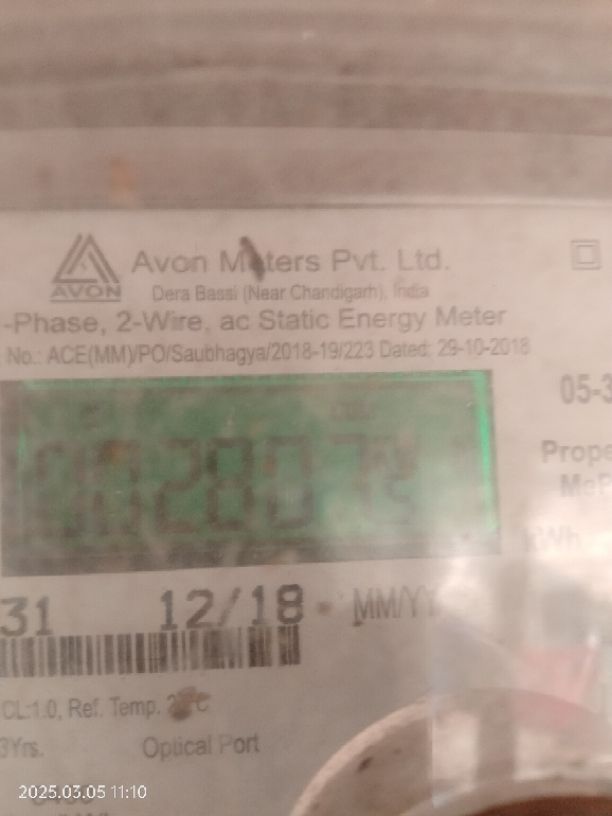 Avon Meters Pvt. Ltd.
AVON
Dera Bassi (Near Chandigarh), India
-Phase, 2-Wire, ac Static Energy Meter
No.: ACE(MM)/PO/Saubhagya/2018-19/223 Dated: 29-10-2018
05-3
Prope
MeP
kWh
002807
31 12/18 MM/YY
CL:1.0, Ref. Temp.
3Yrs. Optical Port
2025.03.05 11:10